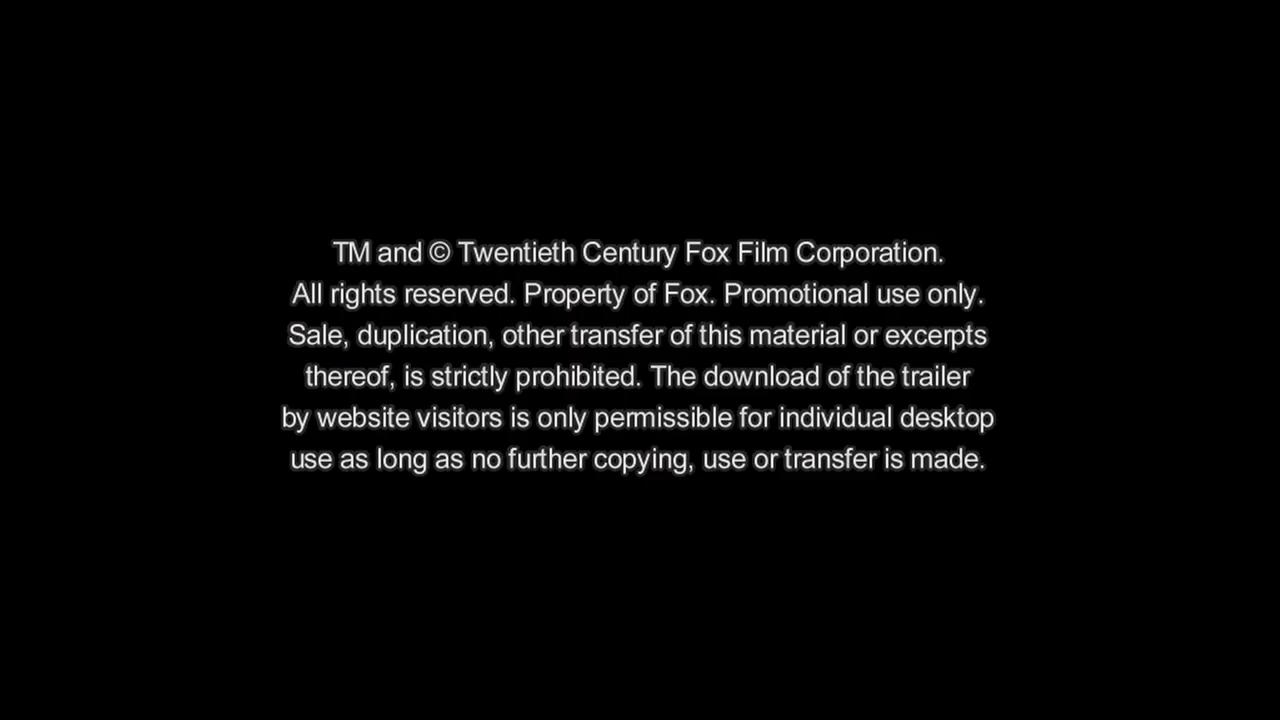 TM and © Twentieth Century Fox Film Corporation.
All rights reserved. Property of Fox. Promotional use only.
Sale, duplication, other transfer of this material or excerpts
thereof, is strictly prohibited. The download of the trailer
by website visitors is only permissible for individual desktop
use as long as no further copying, use or transfer is made.